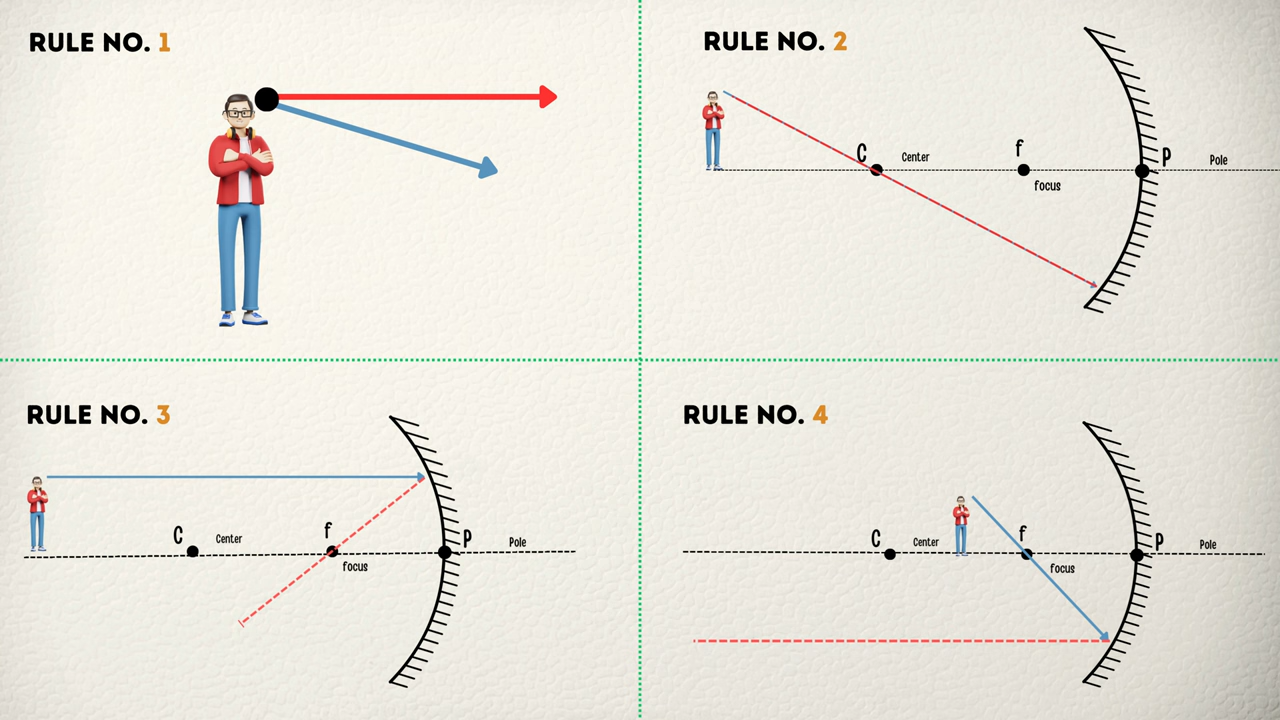 RULE NO. 1
RULE NO. 2
C
Center
f
focus
P
Pole
RULE NO. 3
C
Center
f
focus
P
Pole
RULE NO. 4
C
Center
f
focus
P
Pole